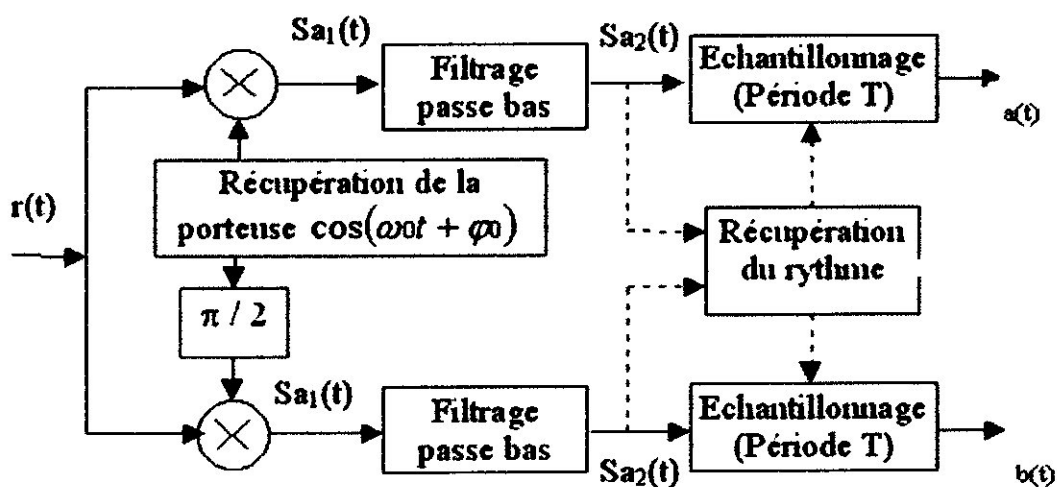 Sa₁(t)
Filtrage
passe bas
Sa₂(t)
Echantillonnage
(Période T)
a(t)
r(t)
Récupération de la
porteuse cos(ω₀t + φ₀)
Récupération
du rythme
π / 2
Sa₁(t)
Filtrage
passe bas
Sa₂(t)
Echantillonnage
(Période T)
b(t)